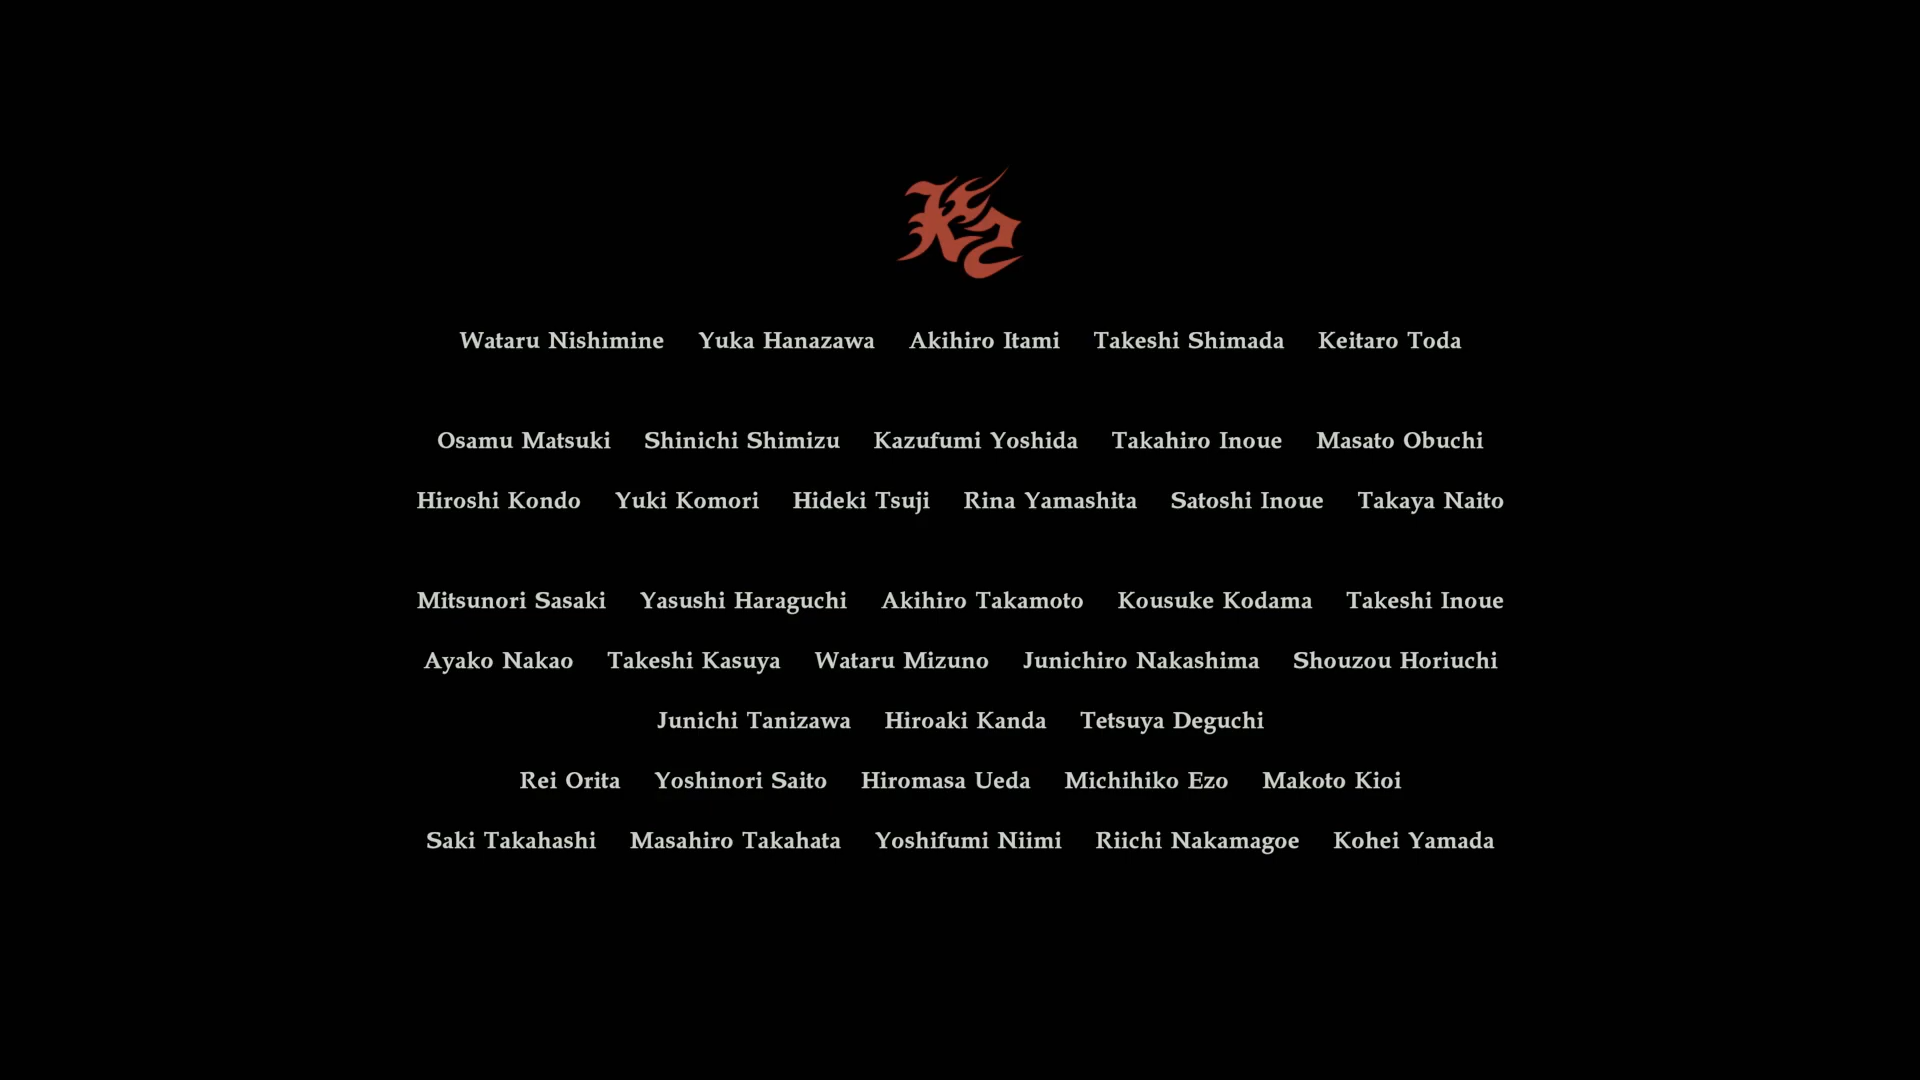 K2
Wataru Nishimine Yuka Hanazawa Akihiro Itami Takeshi Shimada Keitaro Toda
Osamu Matsuki Shinichi Shimizu Kazufumi Yoshida Takahiro Inoue Masato Obuchi
Hiroshi Kondo Yuki Komori Hideki Tsuji Rina Yamashita Satoshi Inoue Takaya Naito
Mitsunori Sasaki Yasushi Haraguchi Akihiro Takamoto Kousuke Kodama Takeshi Inoue
Ayako Nakao Takeshi Kasuya Wataru Mizuno Junichiro Nakashima Shouzou Horiuchi
Junichi Tanizawa Hiroaki Kanda Tetsuya Deguchi
Rei Orita Yoshinori Saito Hiromasa Ueda Michihiko Ezo Makoto Kioi
Saki Takahashi Masahiro Takahata Yoshifumi Niimi Riichi Nakamagoe Kohei Yamada